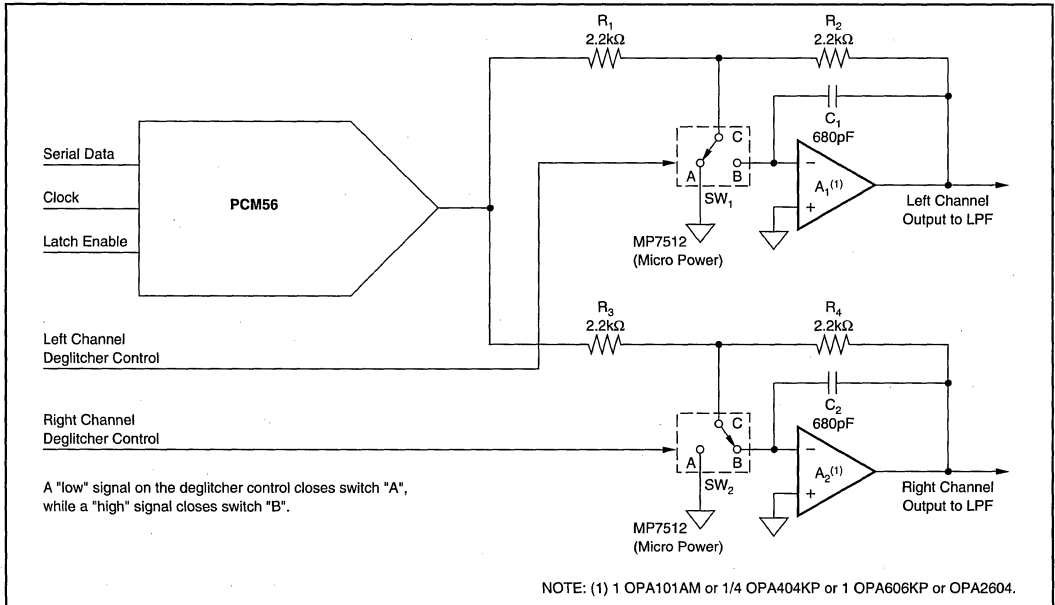 R1
2.2kΩ
R2
2.2kΩ
C1
680pF
C
A
B
SW1
MP7512
(Micro Power)
−
+
A1(1)
Left Channel
Output to LPF
Serial Data
Clock
Latch Enable
PCM56
Left Channel
Deglitcher Control
R3
2.2kΩ
R4
2.2kΩ
C2
680pF
Right Channel
Deglitcher Control
C
A
B
SW2
MP7512
(Micro Power)
−
+
A2(1)
Right Channel
Output to LPF
A "low" signal on the deglitcher control closes switch "A",
while a "high" signal closes switch "B".
NOTE: (1) 1 OPA101AM or 1/4 OPA404KP or 1 OPA606KP or OPA2604.